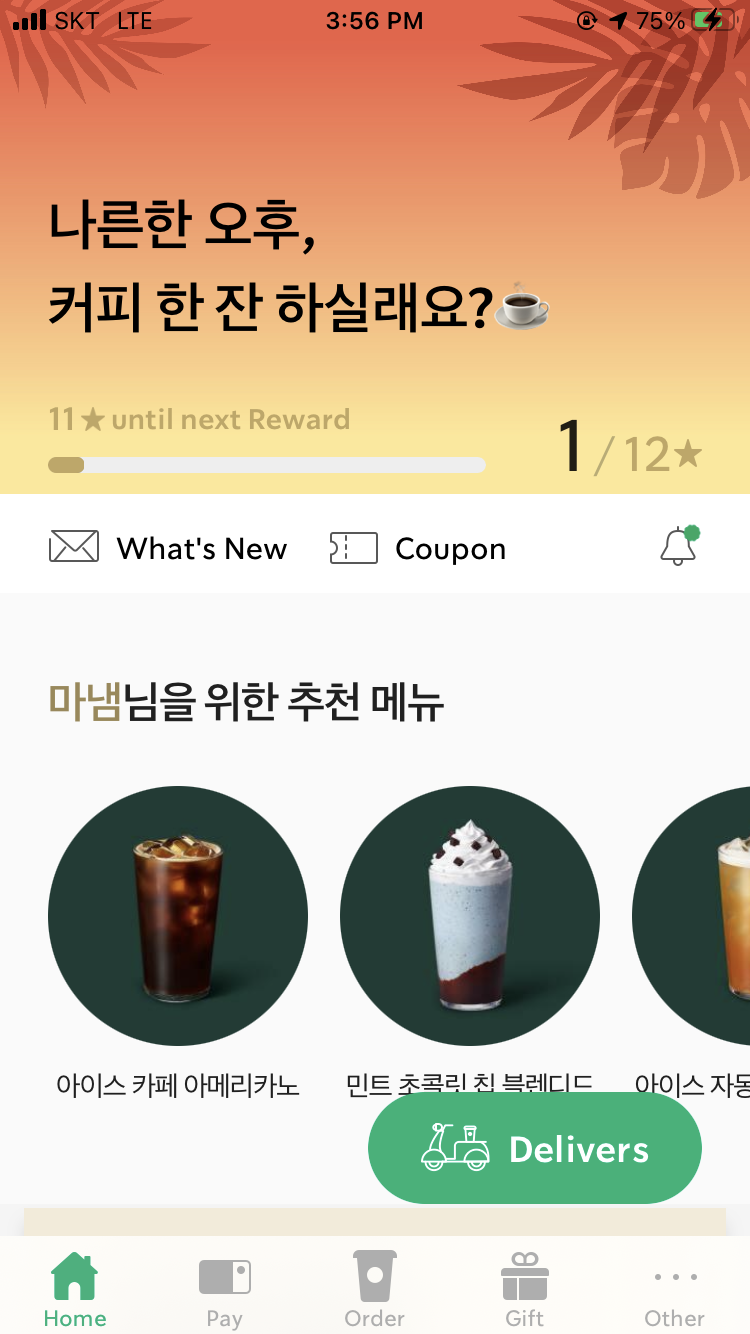 SKT LTE 3:56 PM 75%
나른한 오후,
커피 한 잔 하실래요?☕
11★ until next Reward
1 / 12★
What's New
Coupon
마냄님을 위한 추천 메뉴
아이스 카페 아메리카노
민트 초콜릿 칩 블렌디드
아이스 자몽
Delivers
Home
Pay
Order
Gift
Other